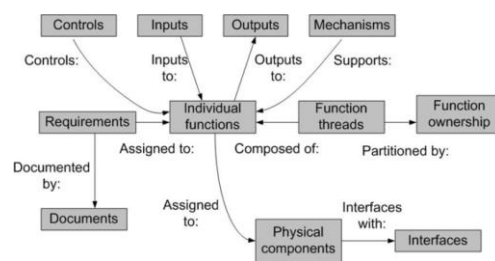 Controls
Inputs
Outputs
Mechanisms
Controls:
Inputs
to:
Outputs
to:
Supports:
Requirements
Individual
functions
Function
threads
Function
ownership
Assigned to:
Composed of:
Partitioned by:
Documented
by:
Assigned
to:
Documents
Physical
components
Interfaces
with:
Interfaces